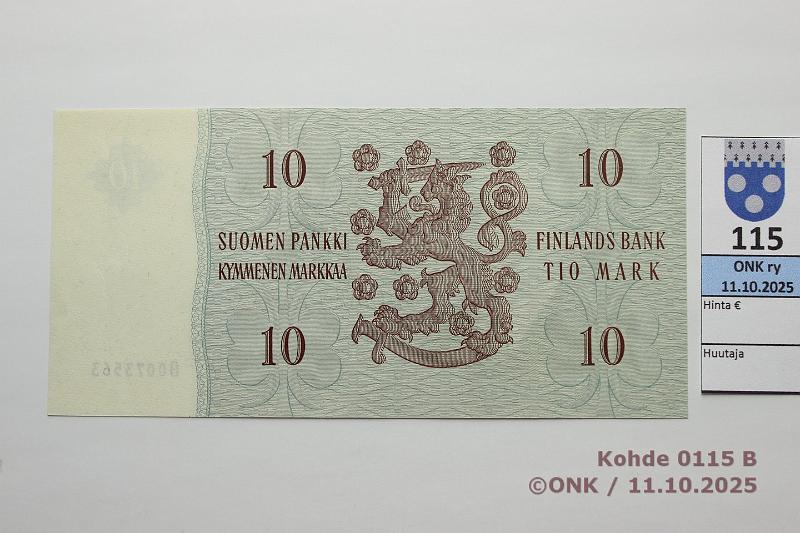 10
10
SUOMEN PANKKI
KYMMENEN MARKKAA
FINLANDS BANK
TIO MARK
10
10
115
ONK ry
11.10.2025
Hinta €
Huutaja
Kohde 0115 B
©ONK / 11.10.2025